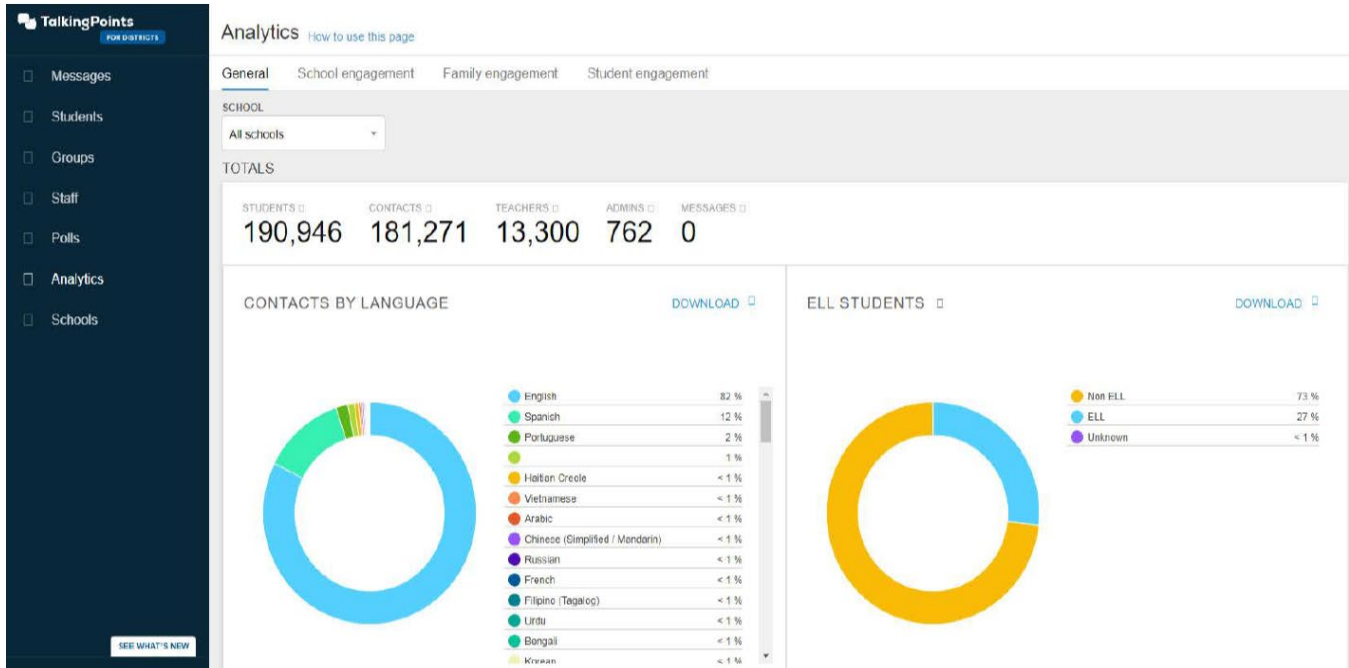 TalkingPoints
FOR DISTRICTS
Messages
Students
Groups
Staff
Polls
Analytics
Schools
SEE WHAT'S NEW
Analytics How to use this page
General School engagement Family engagement Student engagement
SCHOOL
All schools
TOTALS
STUDENTS CONTACTS TEACHERS ADMINS MESSAGES
190,946 181,271 13,300 762 0
CONTACTS BY LANGUAGE DOWNLOAD
English 82 %
Spanish 12 %
Portuguese 2 %
1 %
Haitian Creole < 1 %
Vietnamese < 1 %
Arabic < 1 %
Chinese (Simplified / Mandarin) < 1 %
Russian < 1 %
French < 1 %
Filipino (Tagalog) < 1 %
Urdu < 1 %
Bengali < 1 %
Korean < 1 %
ELL STUDENTS DOWNLOAD
Non ELL 73 %
ELL 27 %
Unknown < 1 %